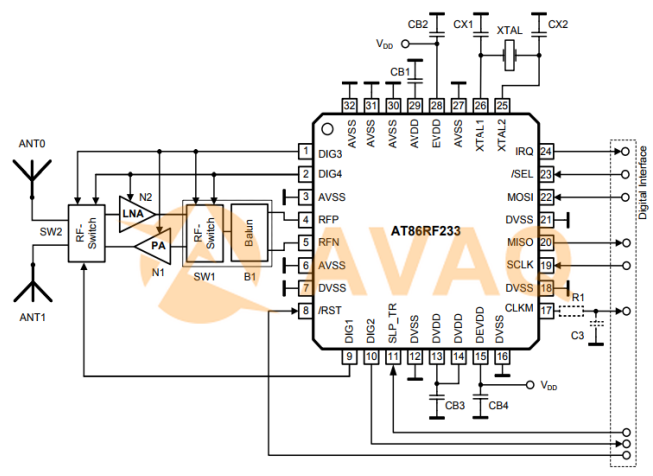 CB2
CX1
XTAL
CX2
VDD
CB1
32
31
30
29
28
27
26
25
AVSS
AVSS
AVSS
AVDD
EVDD
AVSS
XTAL1
XTAL2
ANT0
ANT1
SW2
RF-Switch
N2
LNA
PA
N1
RF-Switch
SW1
Balun
B1
1 DIG3
2 DIG4
3 AVSS
4 RFP
5 RFN
6 AVSS
7 DVSS
8 /RST
AT86RF233
AVAQ
IRQ 24
/SEL 23
MOSI 22
DVSS 21
MISO 20
SCLK 19
DVSS 18
CLKM 17
R1
C3
Digital Interface
DIG1
DIG2
SLP_TR
DVSS
DVDD
DVDD
DEVDD
DVSS
9
10
11
12
13
14
15
16
CB3
CB4
VDD